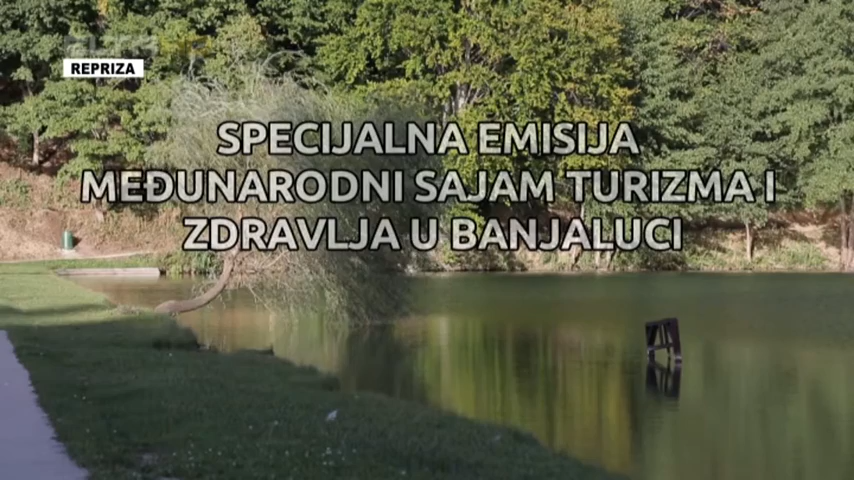 REPRIZA
SPECIJALNA EMISIJA
MEĐUNARODNI SAJAM TURIZMA I
ZDRAVLJA U BANJALUCI